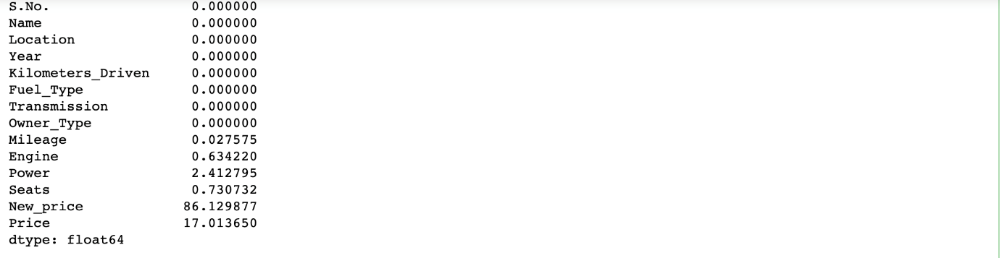 S.No. 0.000000
Name 0.000000
Location 0.000000
Year 0.000000
Kilometers_Driven 0.000000
Fuel_Type 0.000000
Transmission 0.000000
Owner_Type 0.000000
Mileage 0.027575
Engine 0.634220
Power 2.412795
Seats 0.730732
New_price 86.129877
Price 17.013650
dtype: float64